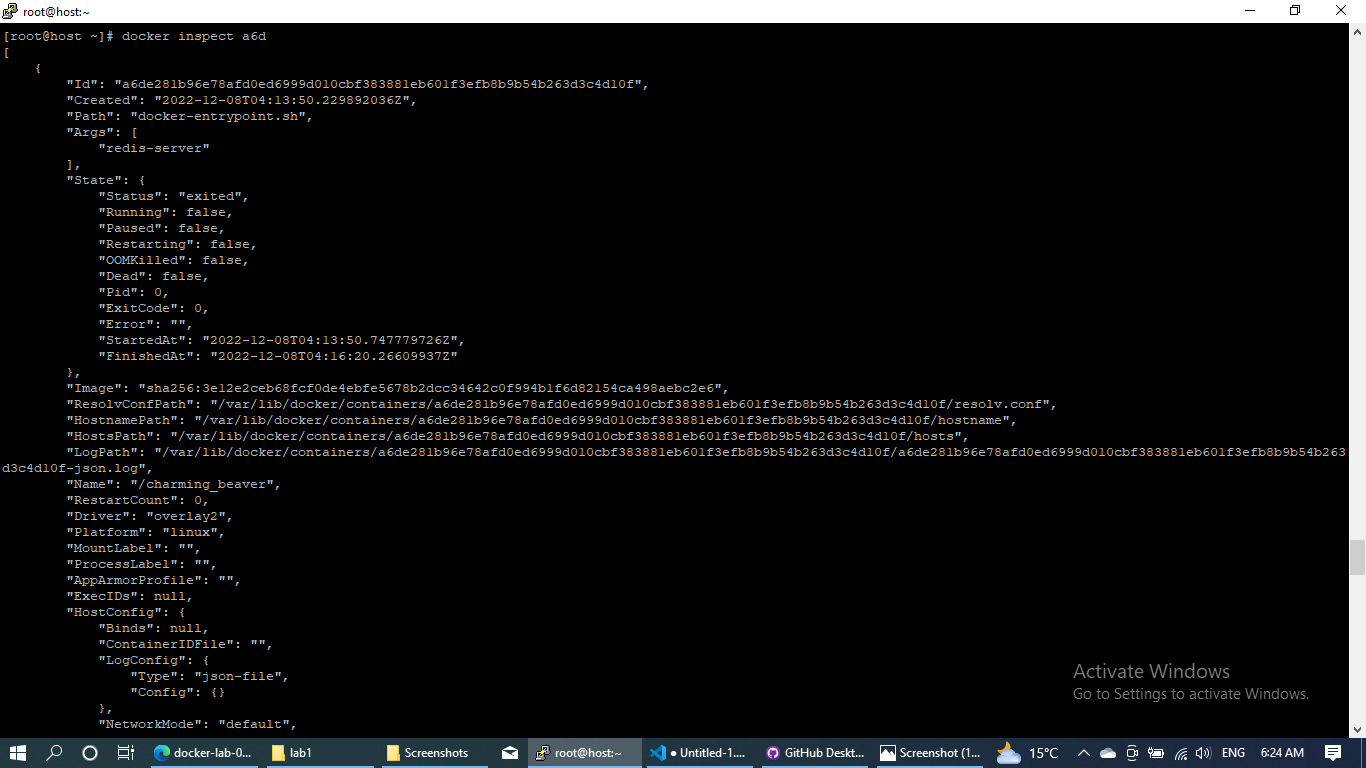 root@host:~
[root@host ~]# docker inspect a6d
[
    {
        "Id": "a6de281b96e78afd0ed6999d010cbf383881eb601f3efb8b9b54b263d3c4d10f",
        "Created": "2022-12-08T04:13:50.229892036Z",
        "Path": "docker-entrypoint.sh",
        "Args": [
            "redis-server"
        ],
        "State": {
            "Status": "exited",
            "Running": false,
            "Paused": false,
            "Restarting": false,
            "OOMKilled": false,
            "Dead": false,
            "Pid": 0,
            "ExitCode": 0,
            "Error": "",
            "StartedAt": "2022-12-08T04:13:50.747779726Z",
            "FinishedAt": "2022-12-08T04:16:20.26609937Z"
        },
        "Image": "sha256:3e12e2ceb68fcf0de4ebfe5678b2dcc34642c0f994b1f6d82154ca498aebc2e6",
        "ResolvConfPath": "/var/lib/docker/containers/a6de281b96e78afd0ed6999d010cbf383881eb601f3efb8b9b54b263d3c4d10f/resolv.conf",
        "HostnamePath": "/var/lib/docker/containers/a6de281b96e78afd0ed6999d010cbf383881eb601f3efb8b9b54b263d3c4d10f/hostname",
        "HostsPath": "/var/lib/docker/containers/a6de281b96e78afd0ed6999d010cbf383881eb601f3efb8b9b54b263d3c4d10f/hosts",
        "LogPath": "/var/lib/docker/containers/a6de281b96e78afd0ed6999d010cbf383881eb601f3efb8b9b54b263d3c4d10f/a6de281b96e78afd0ed6999d010cbf383881eb601f3efb8b9b54b263
d3c4d10f-json.log",
        "Name": "/charming_beaver",
        "RestartCount": 0,
        "Driver": "overlay2",
        "Platform": "linux",
        "MountLabel": "",
        "ProcessLabel": "",
        "AppArmorProfile": "",
        "ExecIDs": null,
        "HostConfig": {
            "Binds": null,
            "ContainerIDFile": "",
            "LogConfig": {
                "Type": "json-file",
                "Config": {}
            },
            "NetworkMode": "default",
Activate Windows
Go to Settings to activate Windows.
docker-lab-0... lab1 Screenshots root@host:~ ● Untitled-1.... GitHub Deskt... Screenshot (1... 15°C ENG 6:24 AM